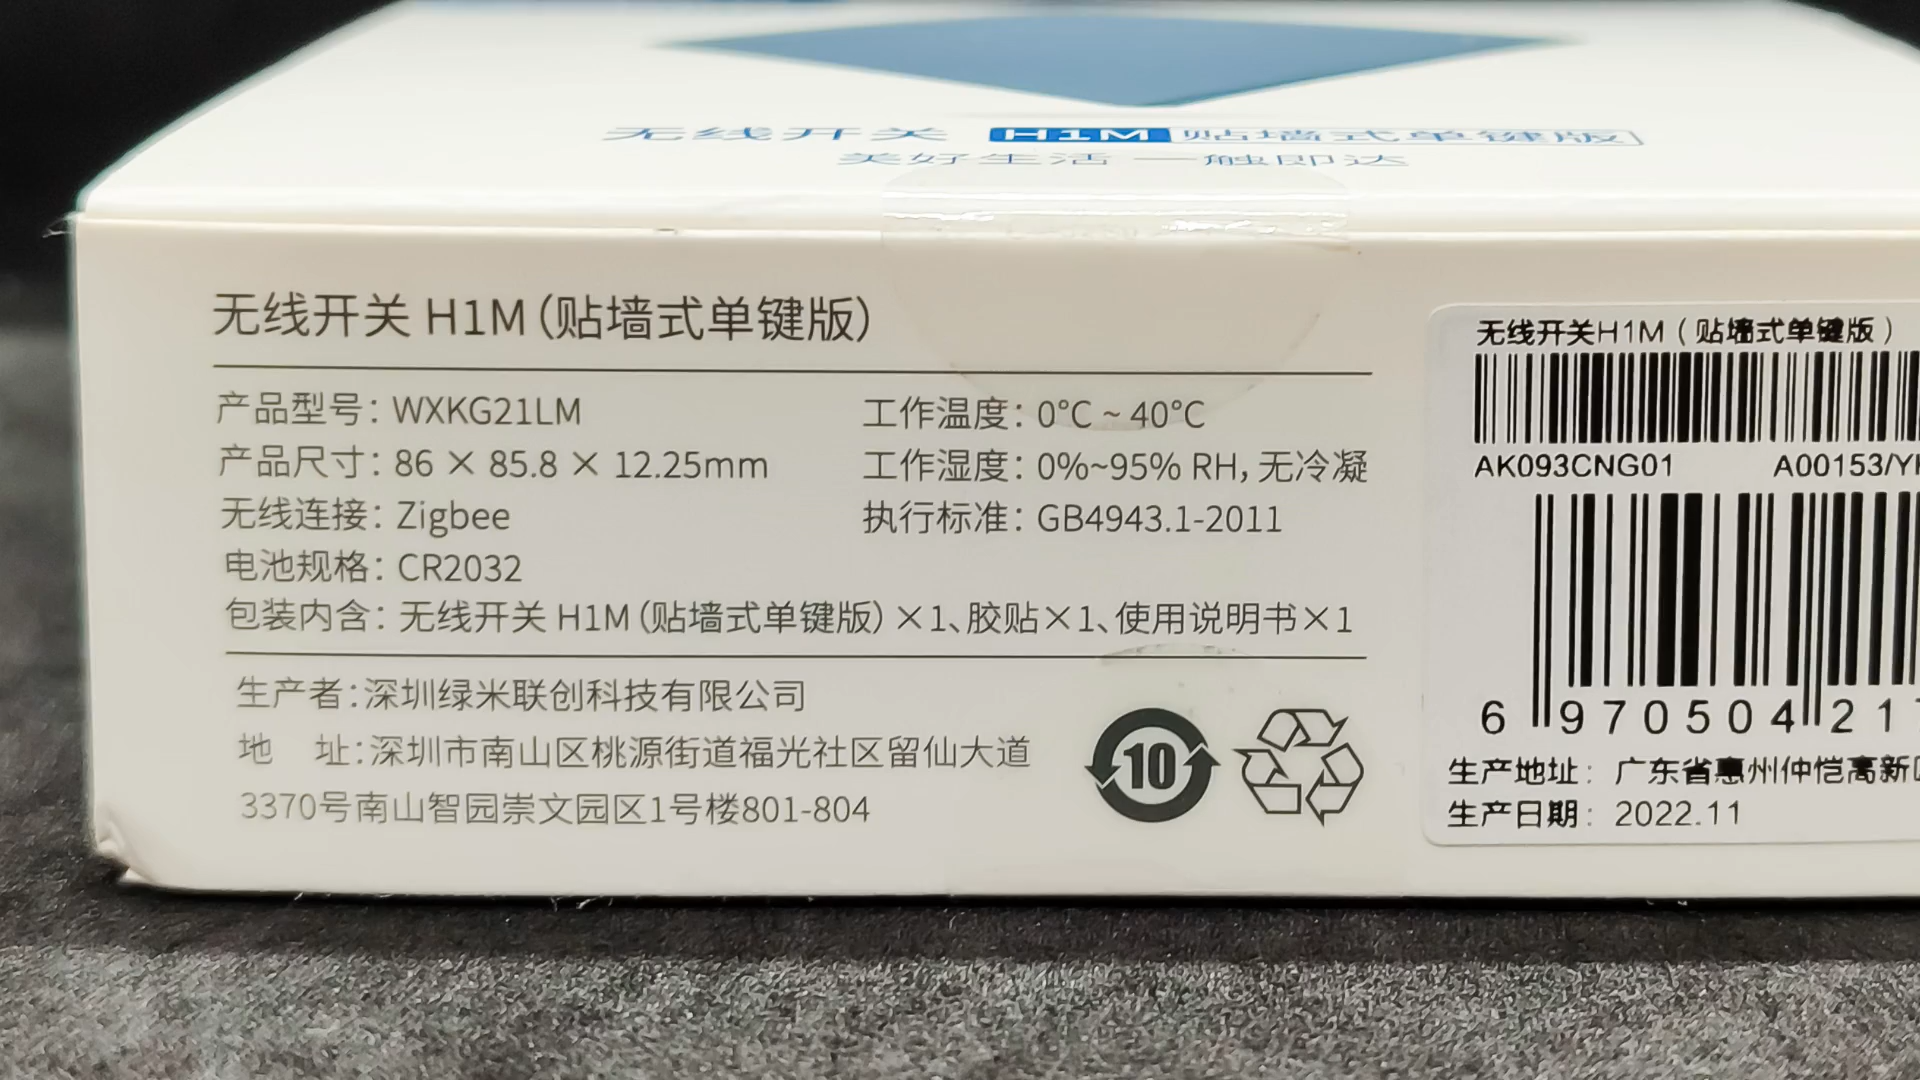 无线开关 H1M 贴墙式单键版
美好生活 一触即达
无线开关 H1M（贴墙式单键版）
产品型号：WXKG21LM
产品尺寸：86 × 85.8 × 12.25mm
无线连接：Zigbee
电池规格：CR2032
工作温度：0°C ~ 40°C
工作湿度：0%~95% RH，无冷凝
执行标准：GB4943.1-2011
包装内含：无线开关 H1M（贴墙式单键版）×1、胶贴×1、使用说明书×1
生产者：深圳绿米联创科技有限公司
地 址：深圳市南山区桃源街道福光社区留仙大道
3370号南山智园崇文园区1号楼801-804
10
无线开关H1M（贴墙式单键版）
AK093CNG01 A00153/Y
6 970504 21
生产地址：广东省惠州仲恺高新
生产日期：2022.11